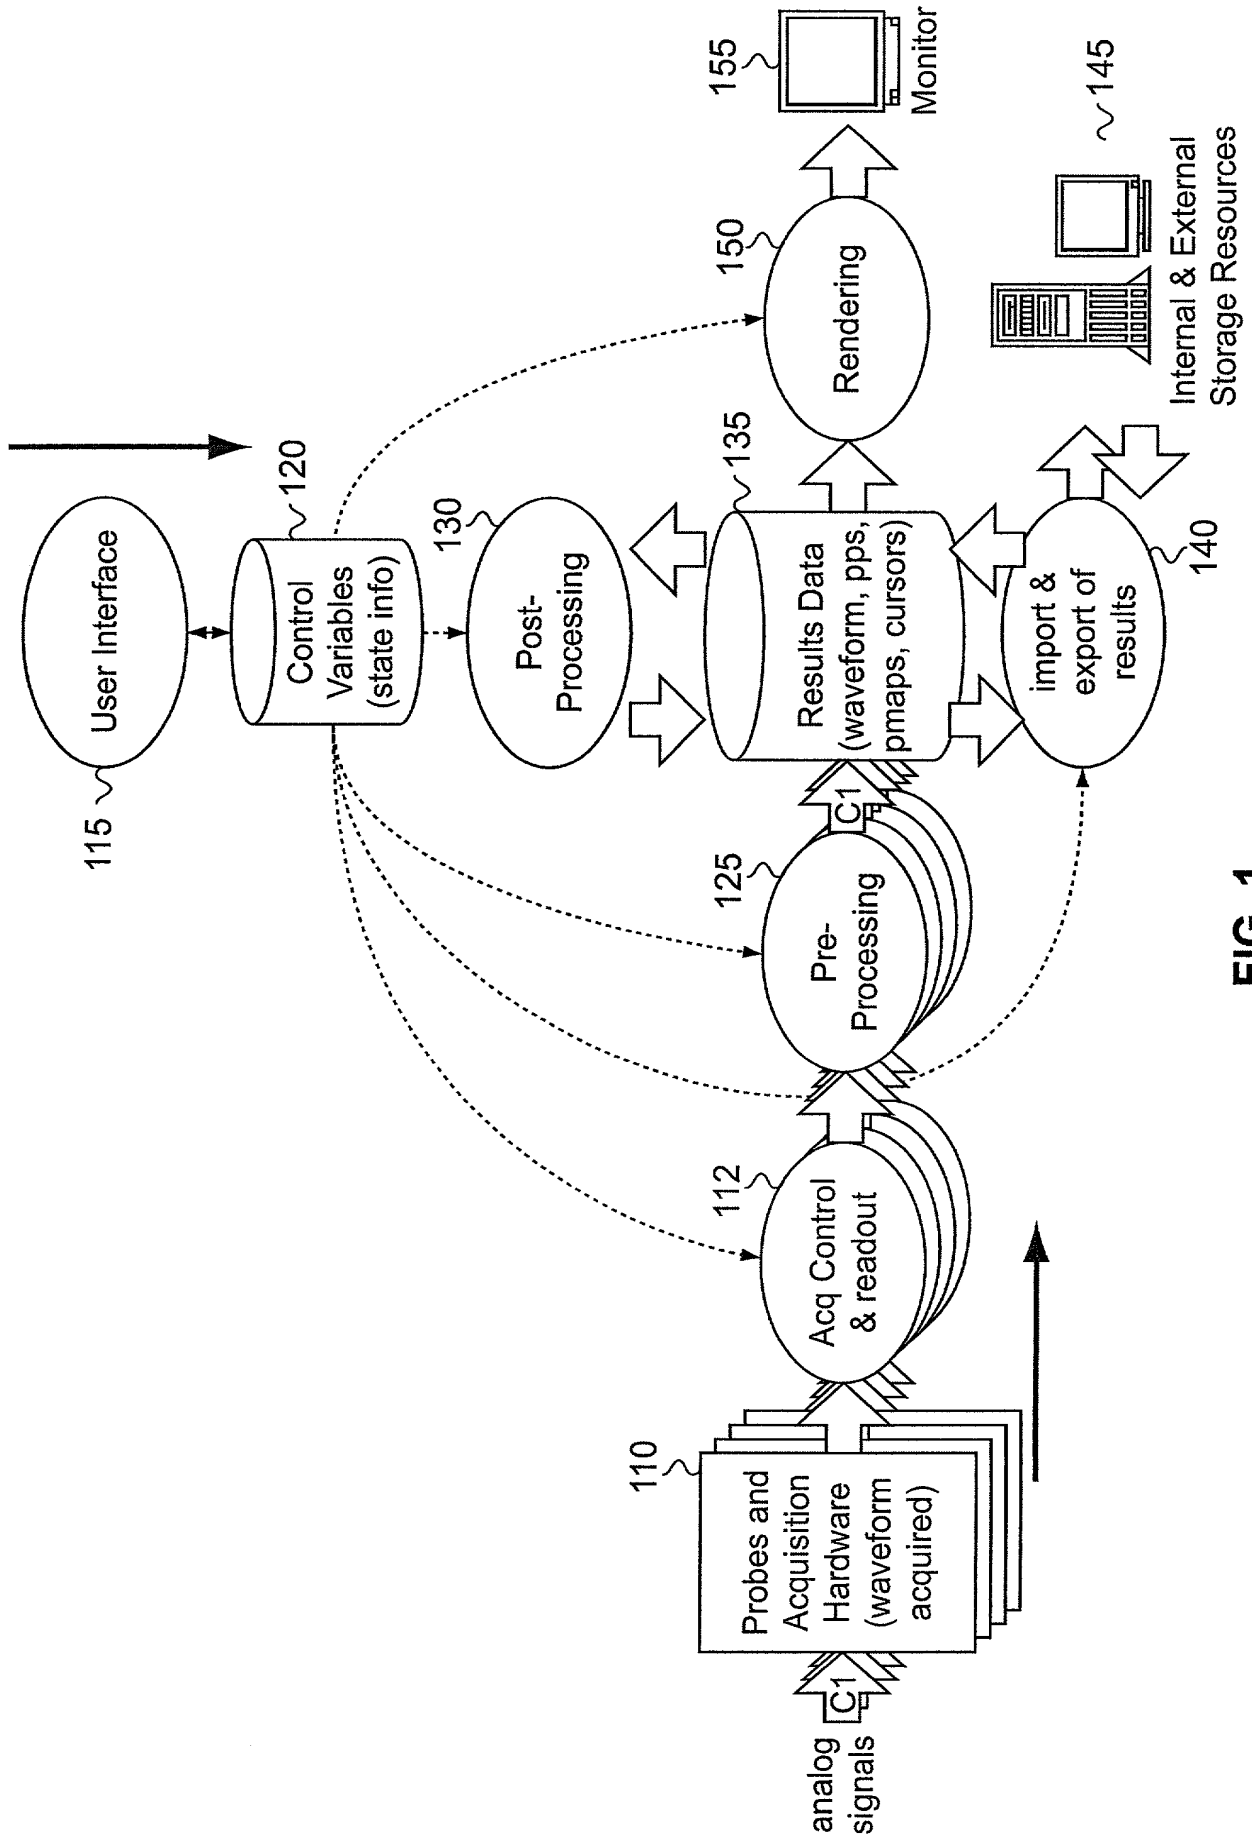 115
User Interface
120
Control
Variables
(state info)
130
Post-
Processing
analog
signals
C1
110
Probes and
Acquisition
Hardware
(waveform
acquired)
112
Acq Control
& readout
125
Pre-
Processing
C1
135
Results Data
(waveform, pps,
pmaps, cursors)
150
Rendering
155
Monitor
140
import &
export of
results
145
Internal & External
Storage Resources
FIG. 1